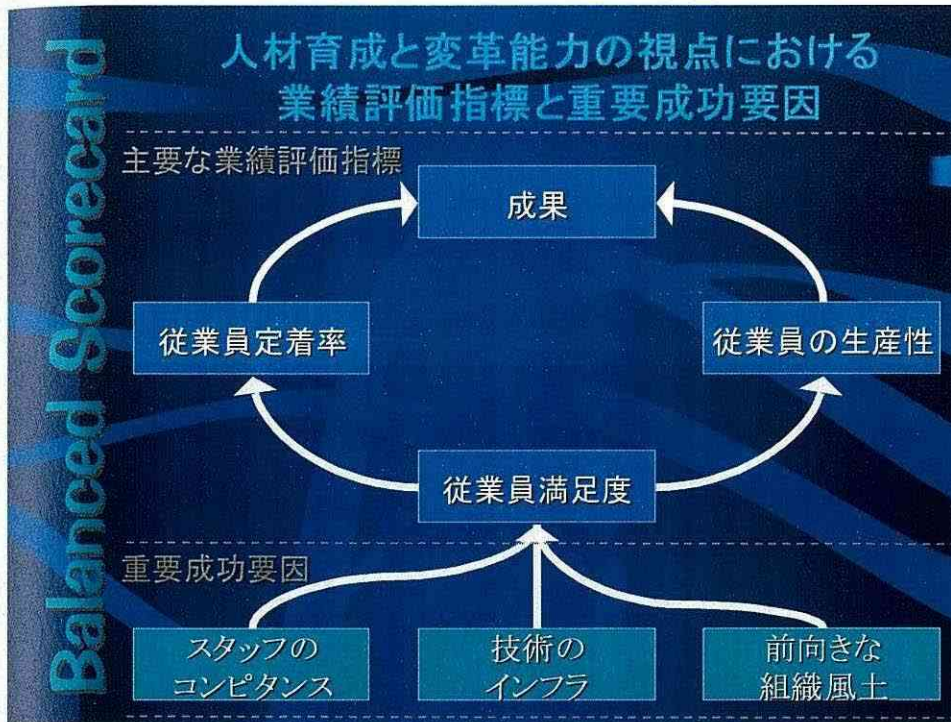 Balanced Scorecard
人材育成と変革能力の視点における
業績評価指標と重要成功要因
主要な業績評価指標
成果
従業員定着率
従業員の生産性
従業員満足度
重要成功要因
スタッフの
コンピタンス
技術の
インフラ
前向きな
組織風土